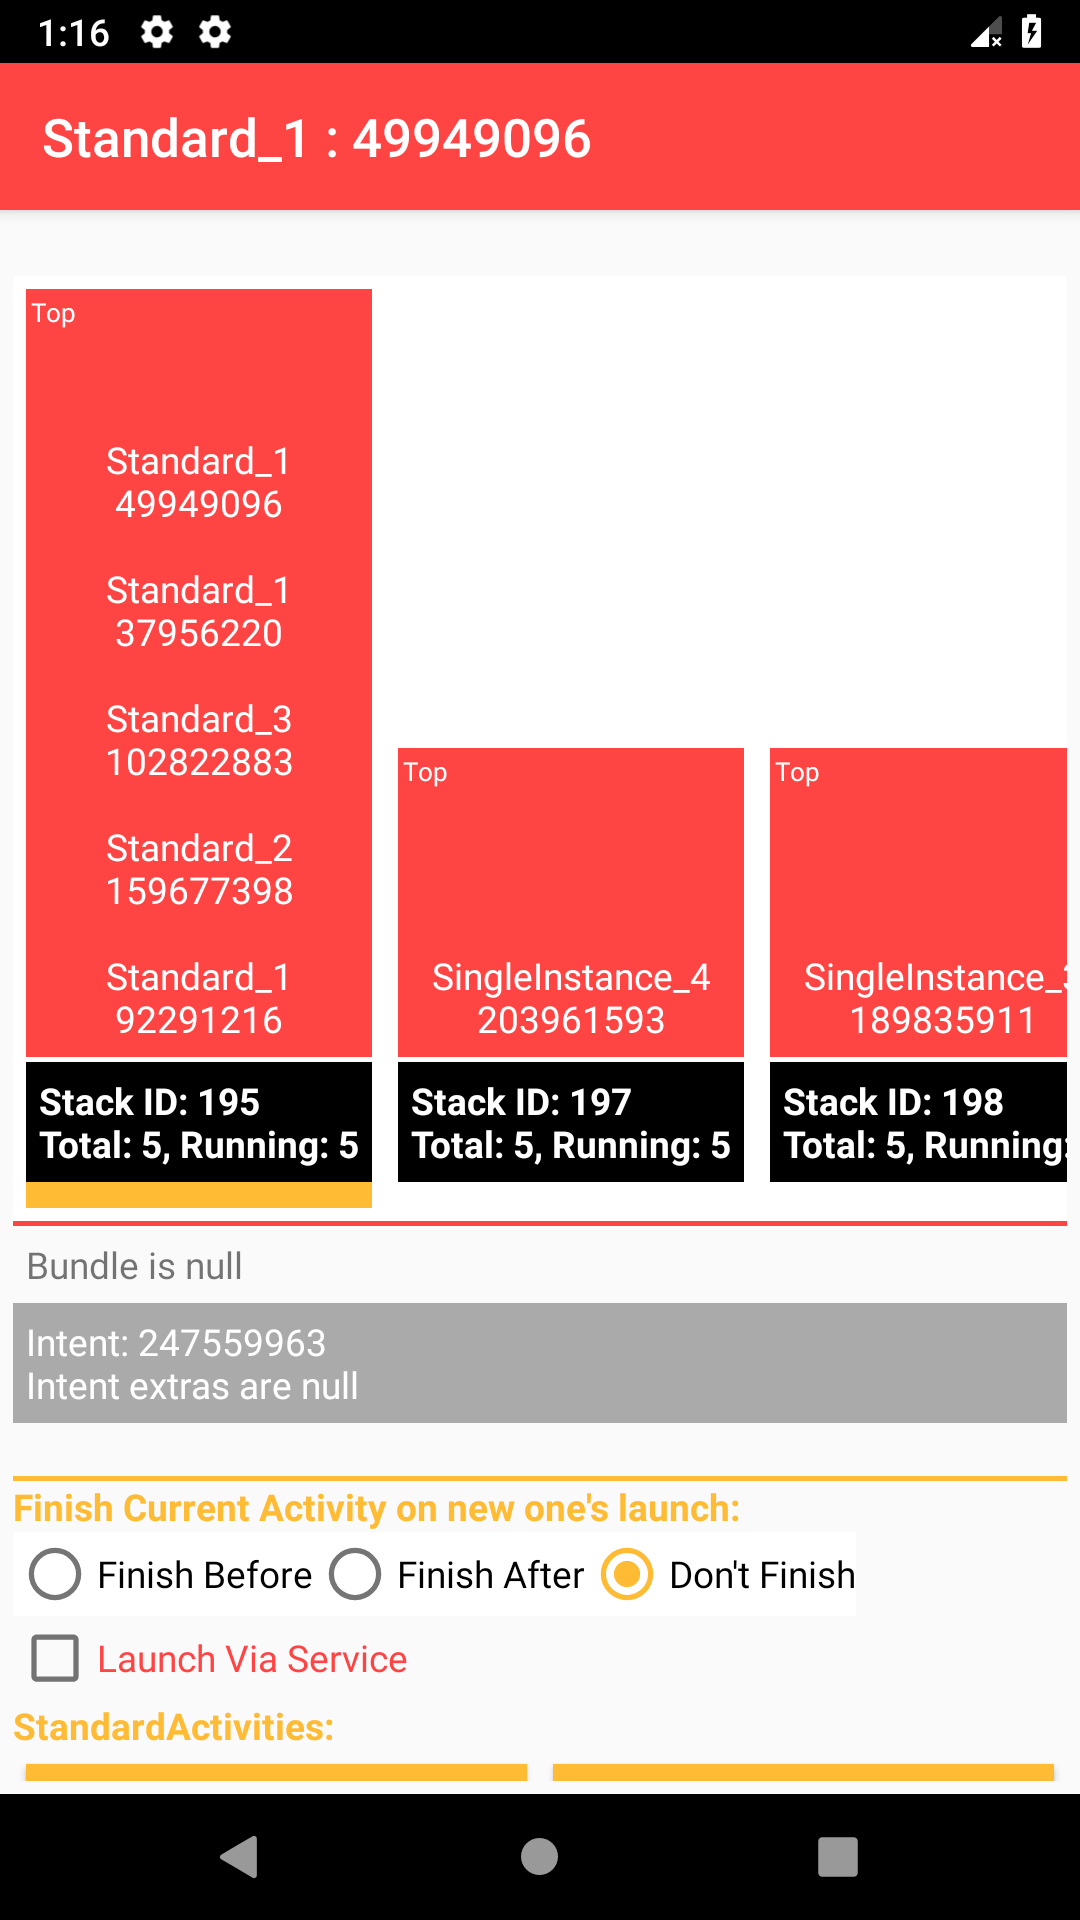 1:16
Standard_1 : 49949096
Top
Standard_1
49949096
Standard_1
37956220
Standard_3
102822883
Standard_2
159677398
Standard_1
92291216
Stack ID: 195
Total: 5, Running: 5
Top
SingleInstance_4
203961593
Stack ID: 197
Total: 5, Running: 5
Top
SingleInstance_3
189835911
Stack ID: 198
Total: 5, Running:
Bundle is null
Intent: 247559963
Intent extras are null
Finish Current Activity on new one's launch:
Finish Before
Finish After
Don't Finish
Launch Via Service
StandardActivities: